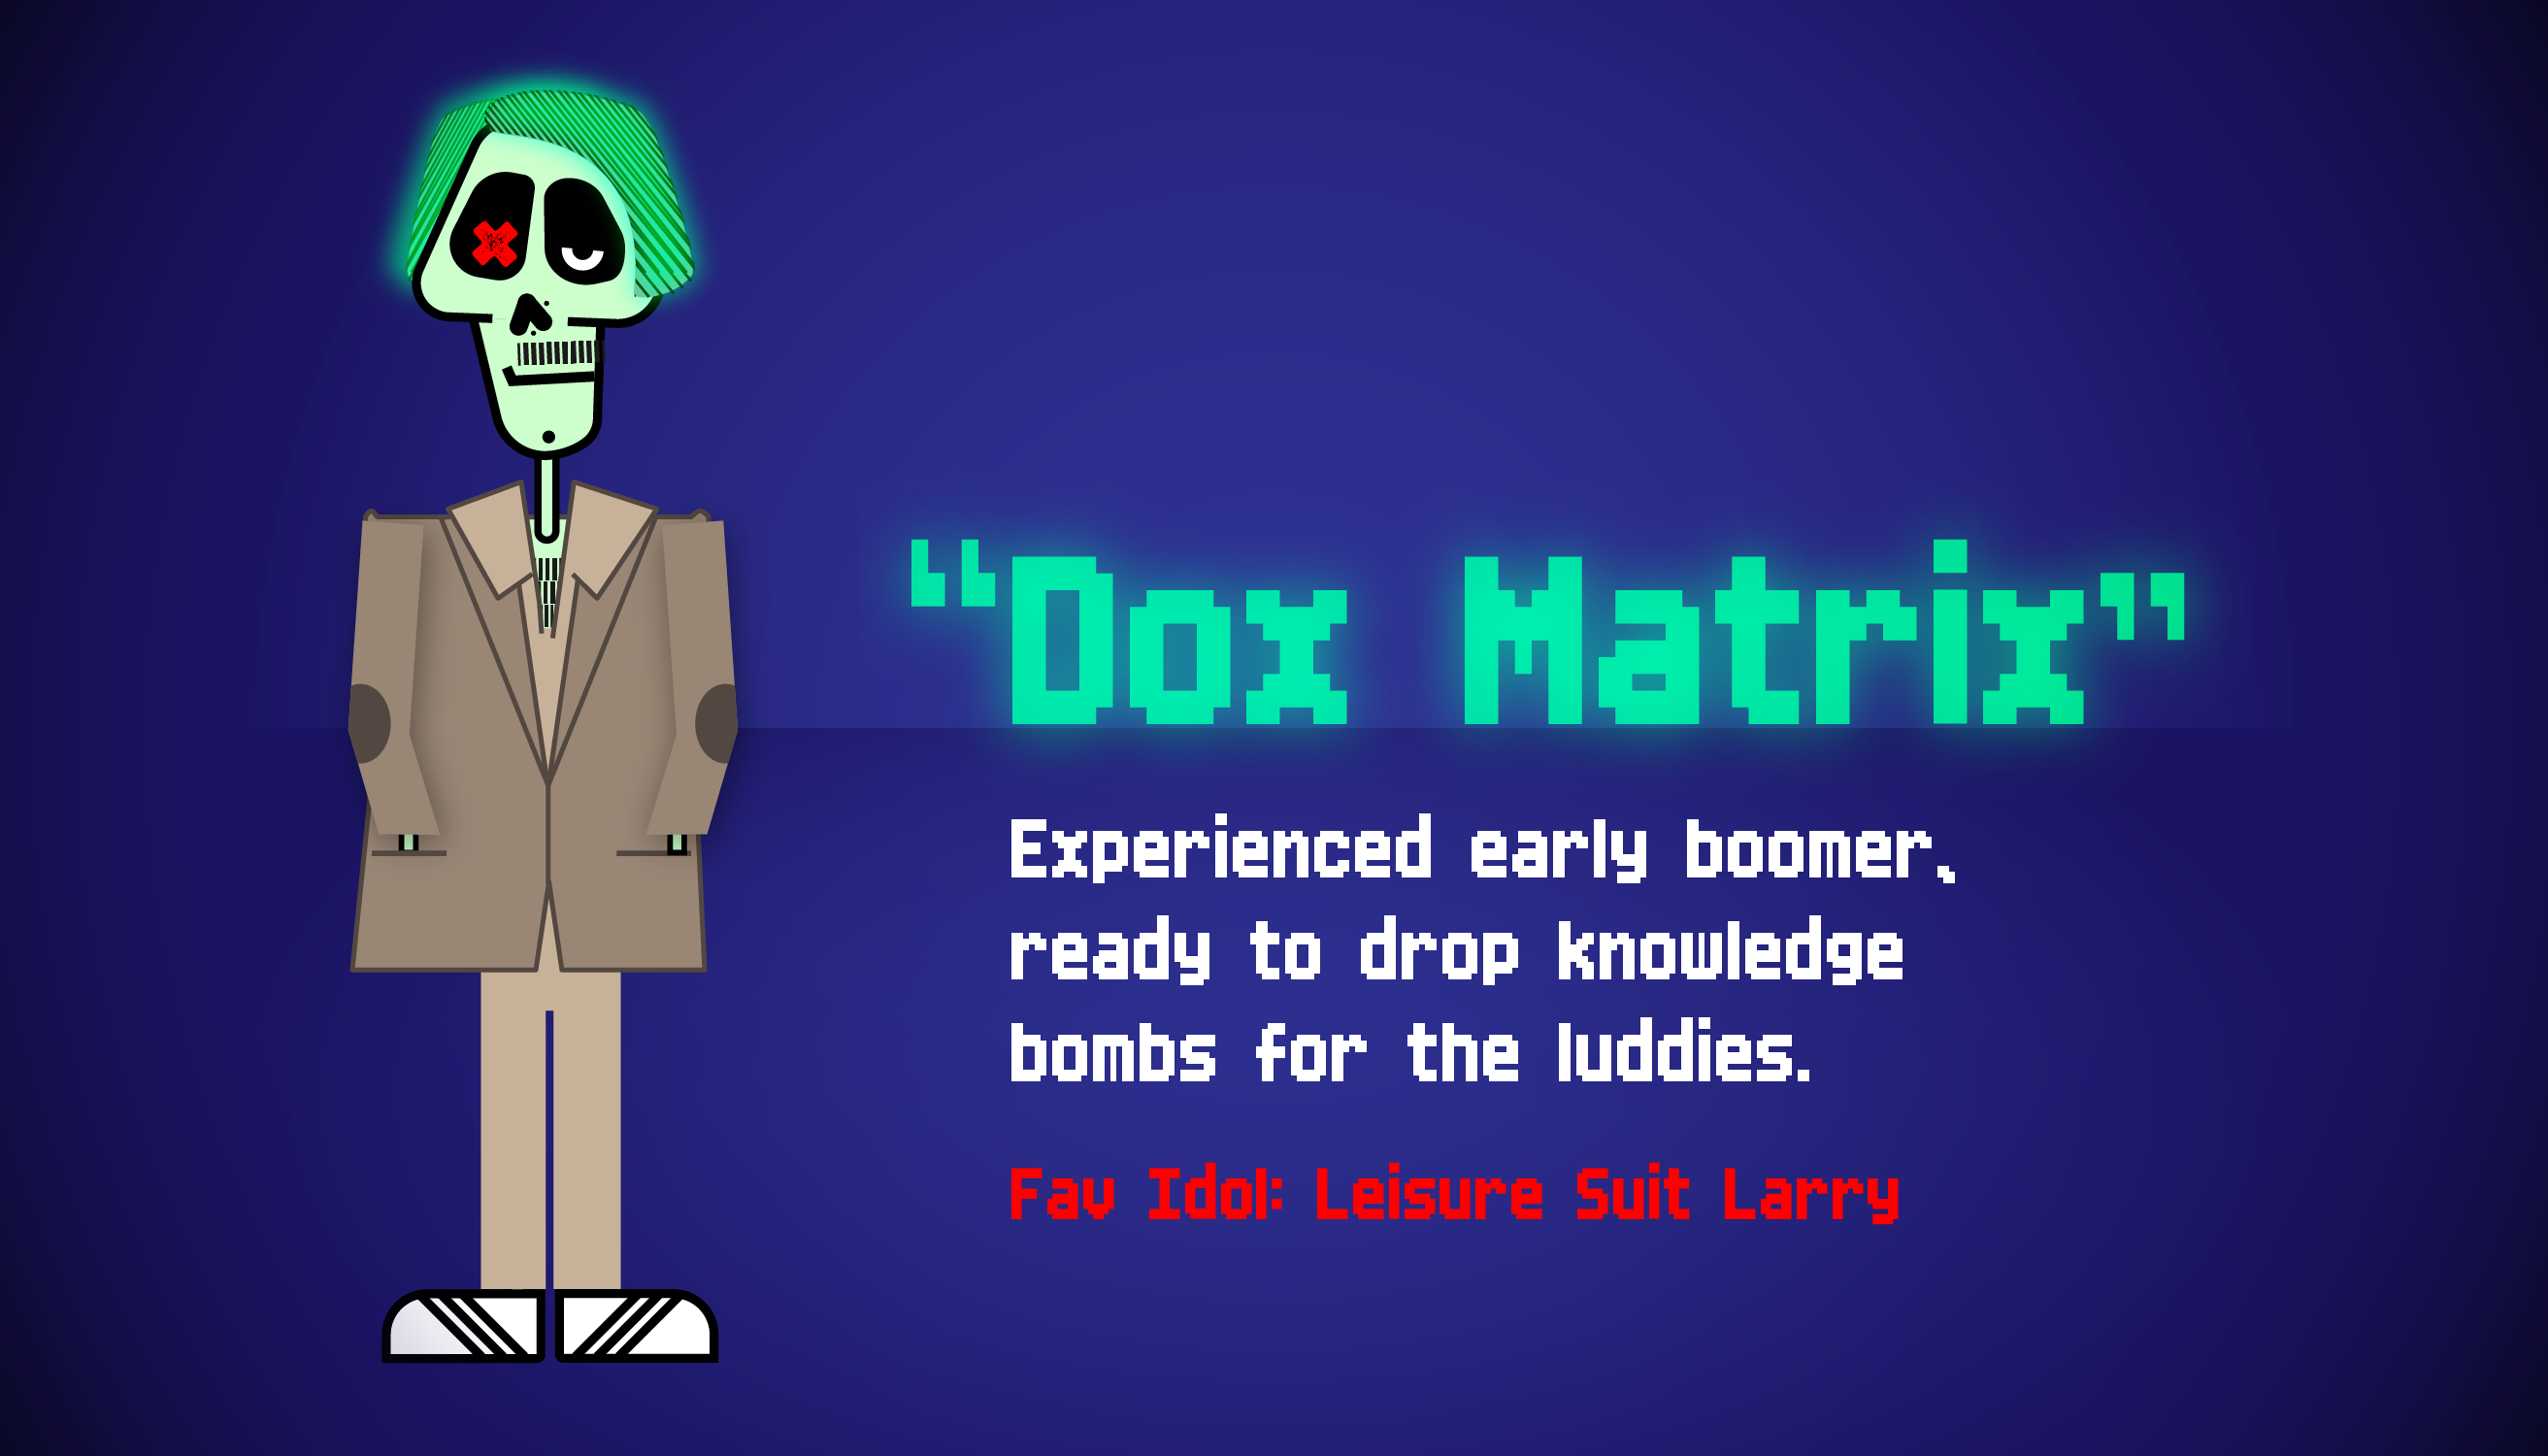 “Dox Matrix”
Experienced early boomer,
ready to drop knowledge
bombs for the luddies.
Fav Idol: Leisure Suit Larry